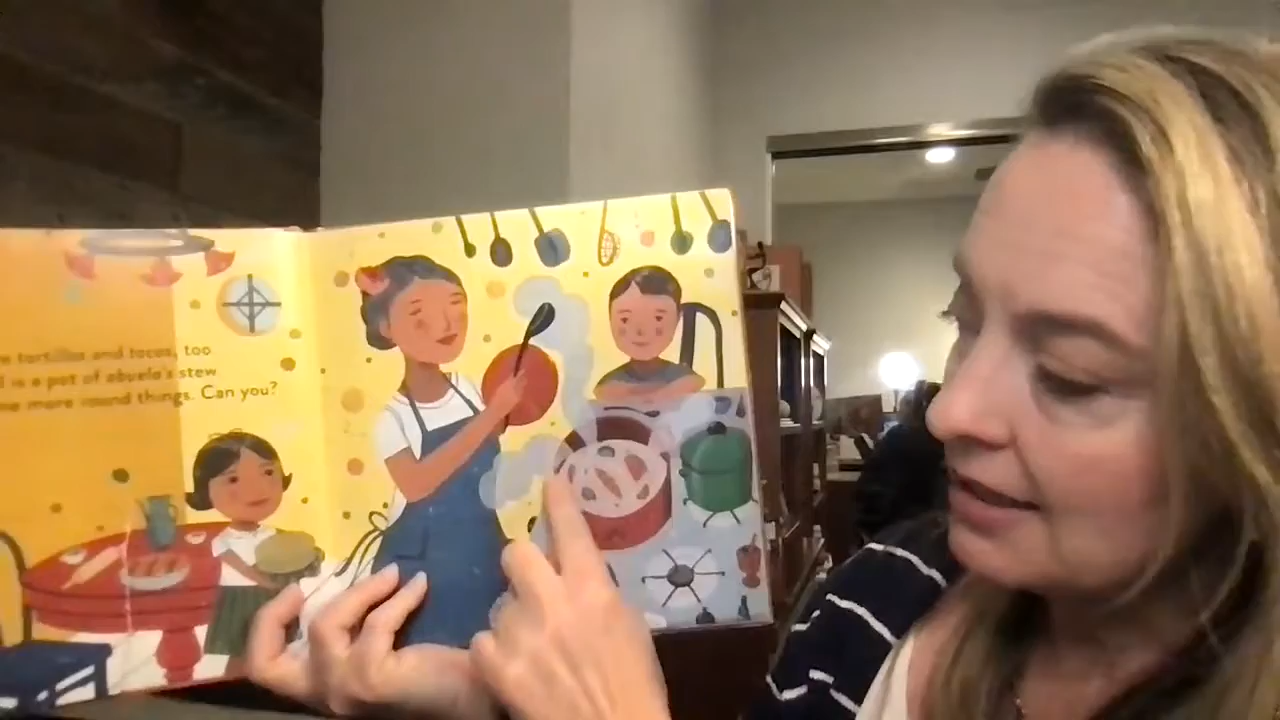 tortillas and tacos, too
is a pot of abuela's stew
more round things. Can you?